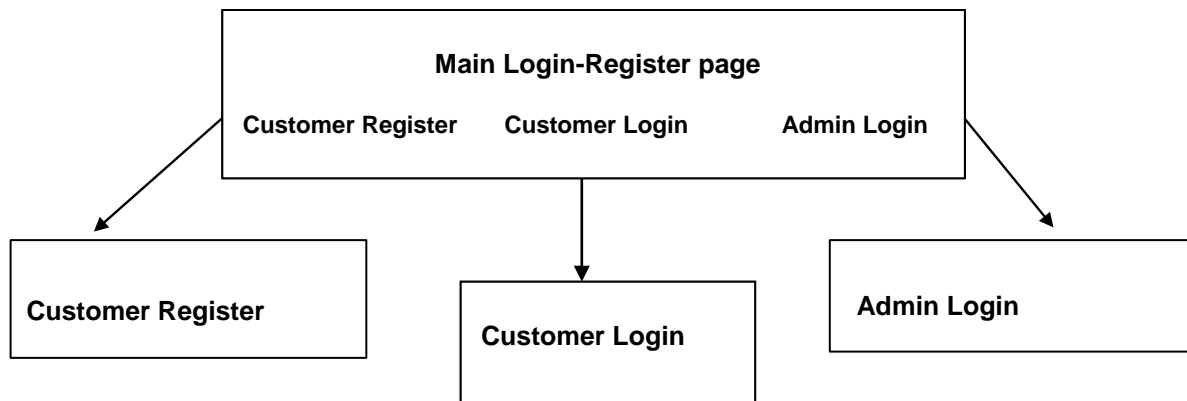 Main Login-Register page
Customer Register Customer Login Admin Login
Customer Register
Customer Login
Admin Login